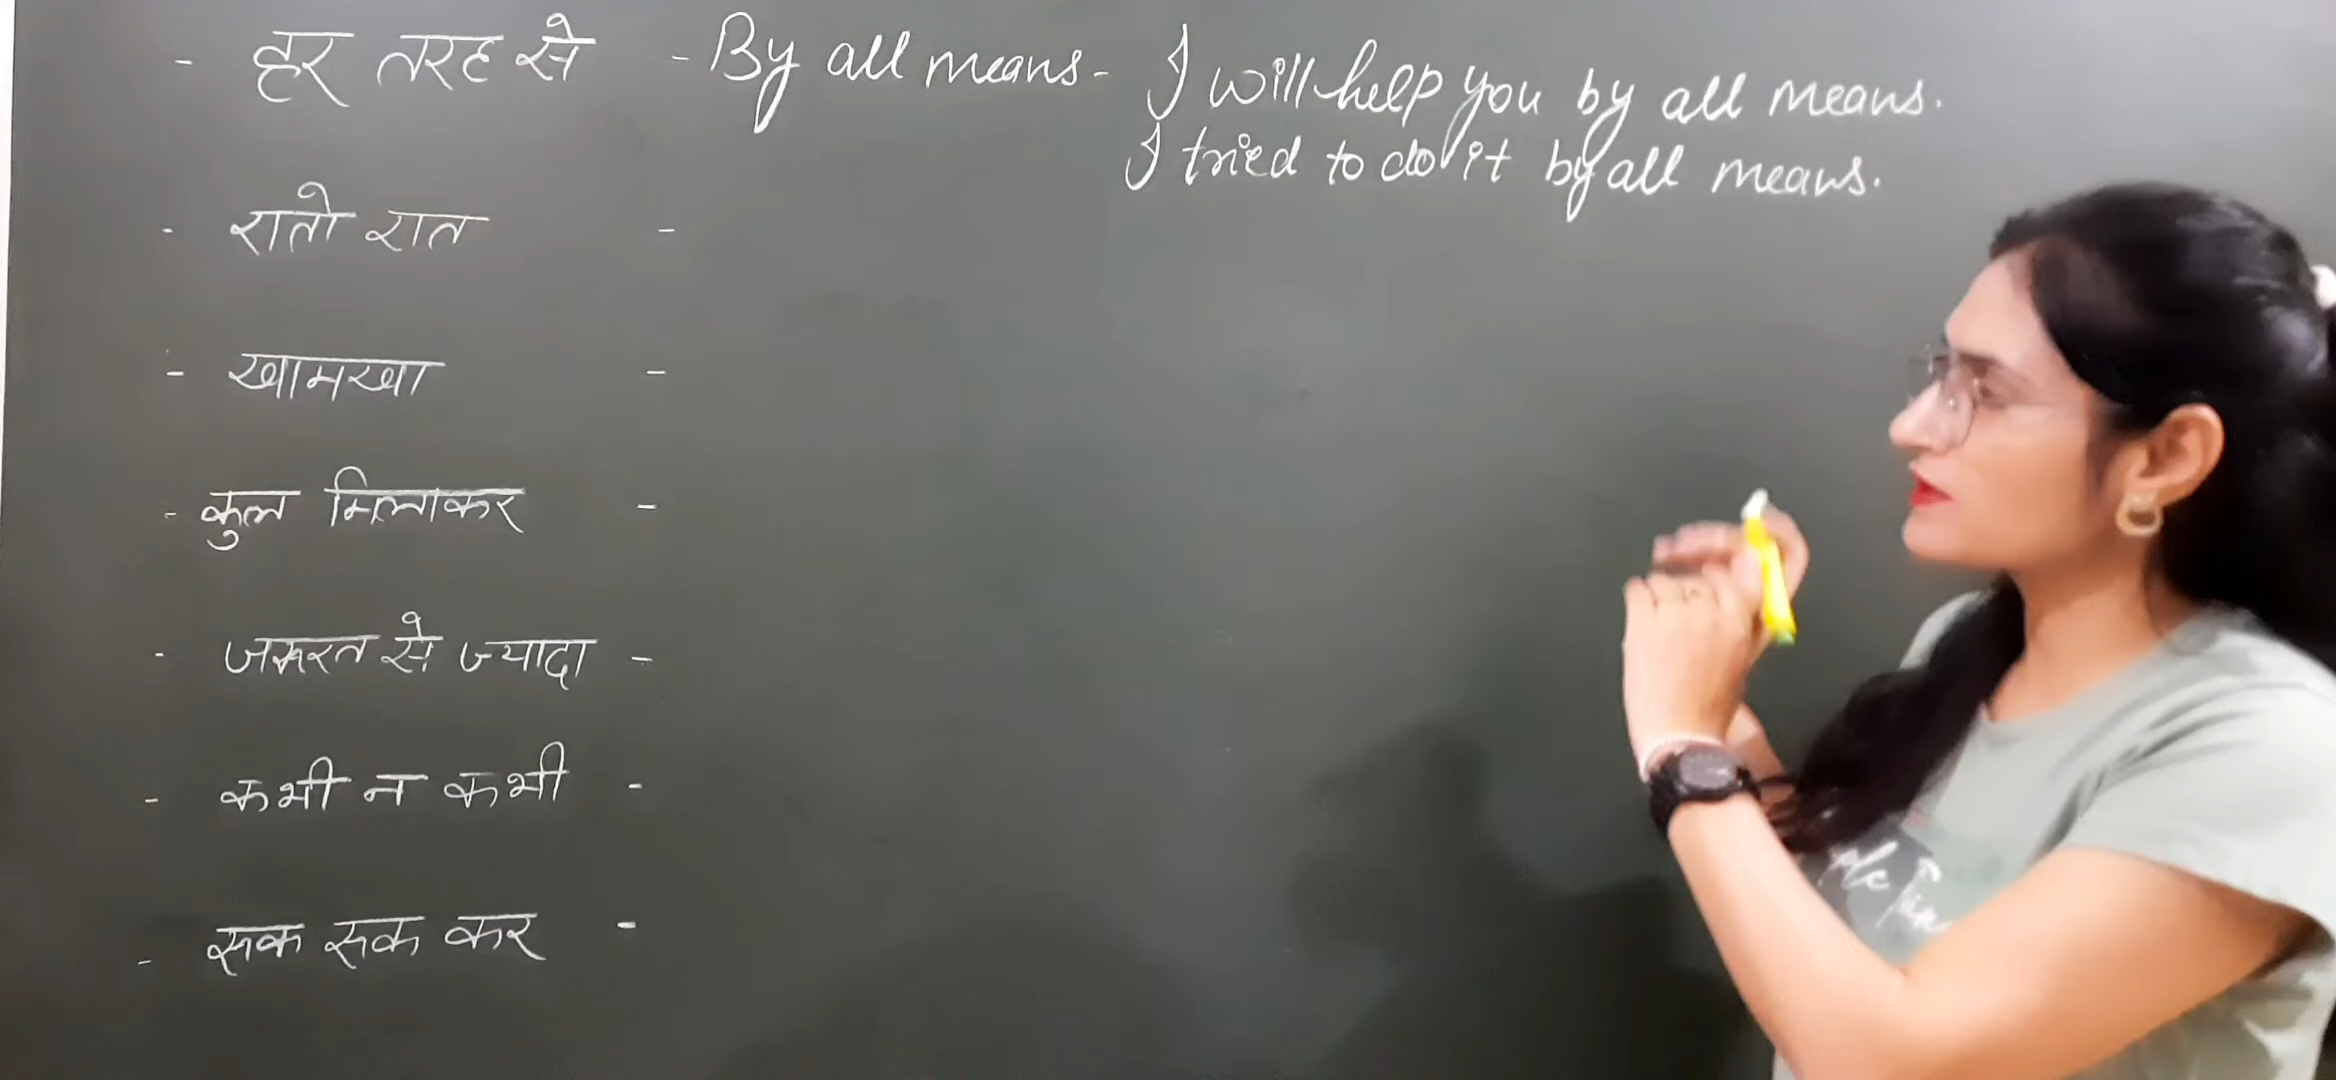 - हर तरह से - By all means - I will help you by all means.
I tried to do it by all means.
- रातो रात -
- खामखा -
- कुल मिलाकर -
- जरूरत से ज्यादा -
- कभी न कभी -
- रूक रूक कर -